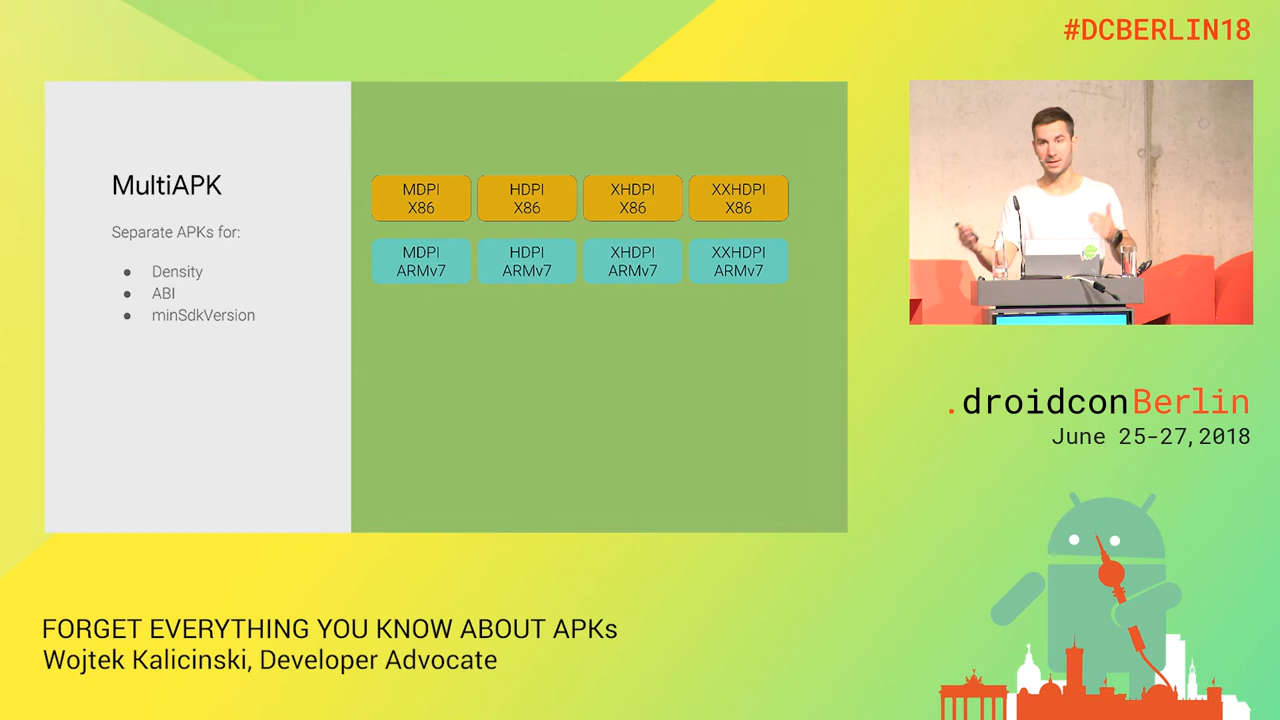 #DCBERLIN18
MultiAPK
Separate APKs for:
● Density
● ABI
● minSdkVersion
MDPI
X86
HDPI
X86
XHDPI
X86
XXHDPI
X86
MDPI
ARMv7
HDPI
ARMv7
XHDPI
ARMv7
XXHDPI
ARMv7
.droidconBerlin
June 25-27,2018
FORGET EVERYTHING YOU KNOW ABOUT APKs
Wojtek Kalicinski, Developer Advocate